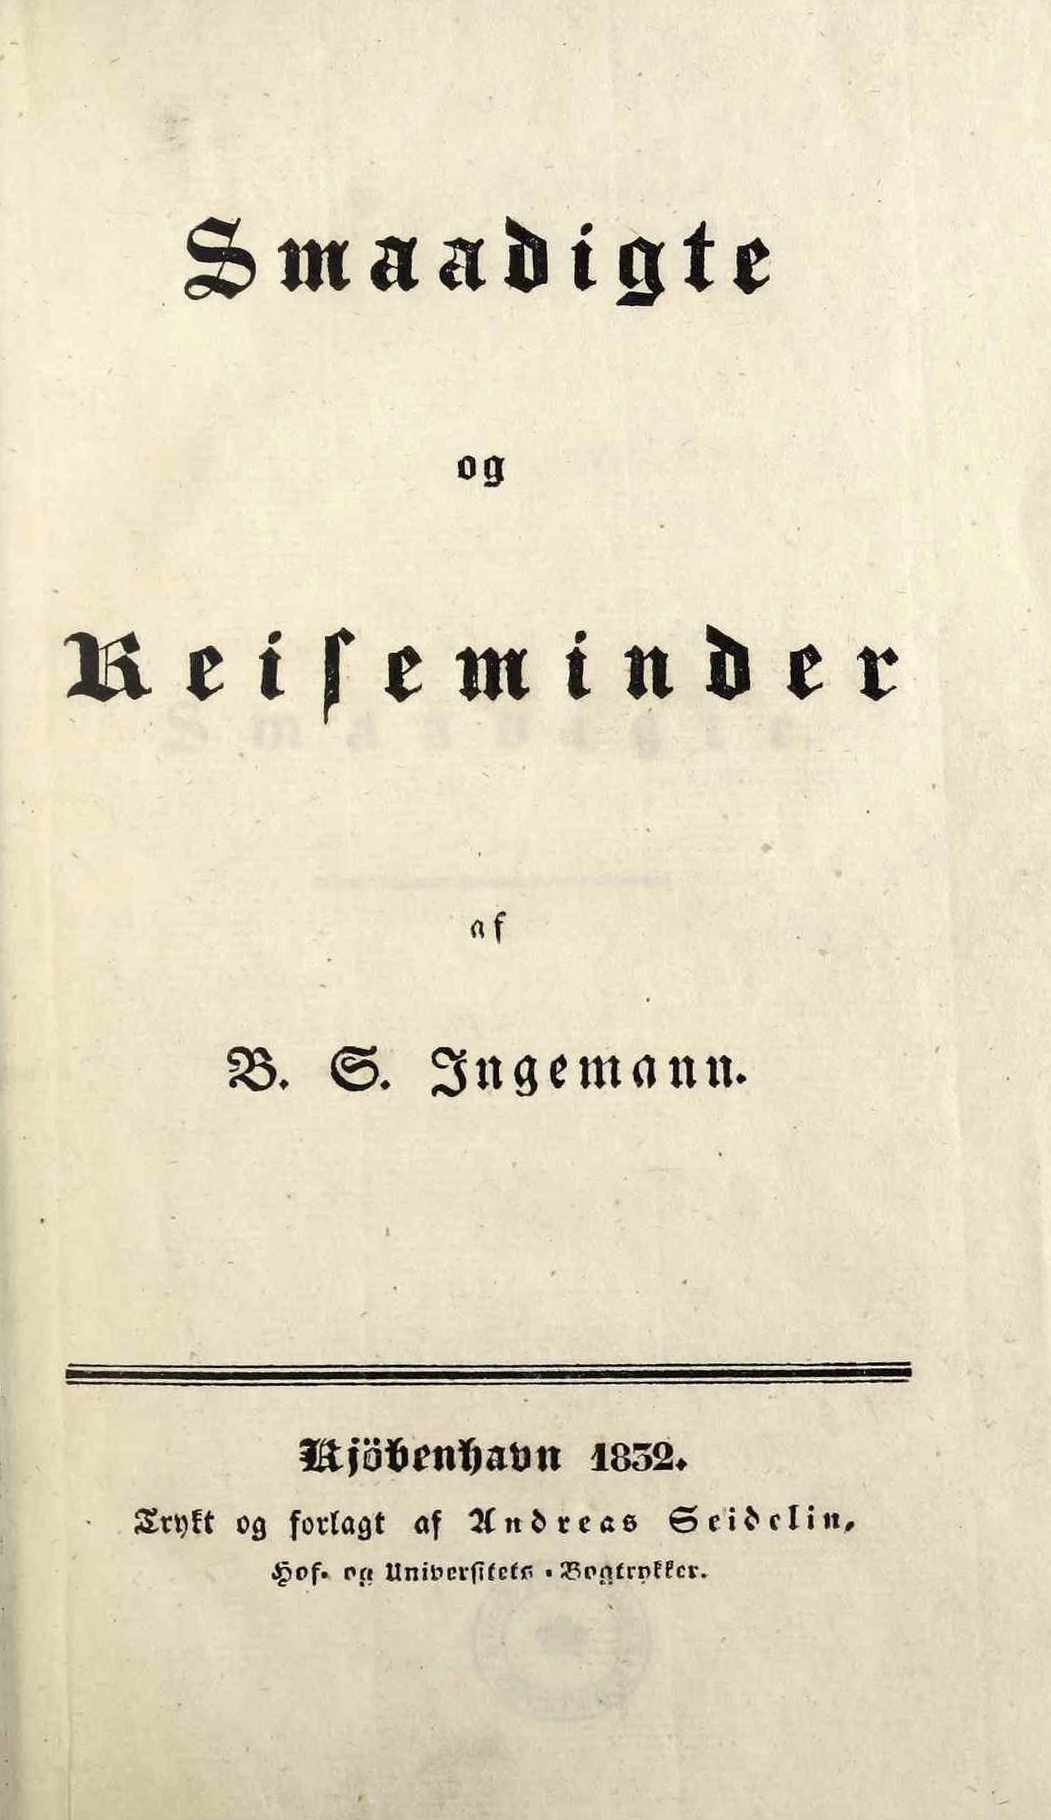 Smaadigte
og
Reiſeminder
af
B. S. Ingemann.
Kjöbenhavn 1832.
Trykt og forlagt af Andreas Seidelin,
Hof- og Univerſitets-Bogtrykker.